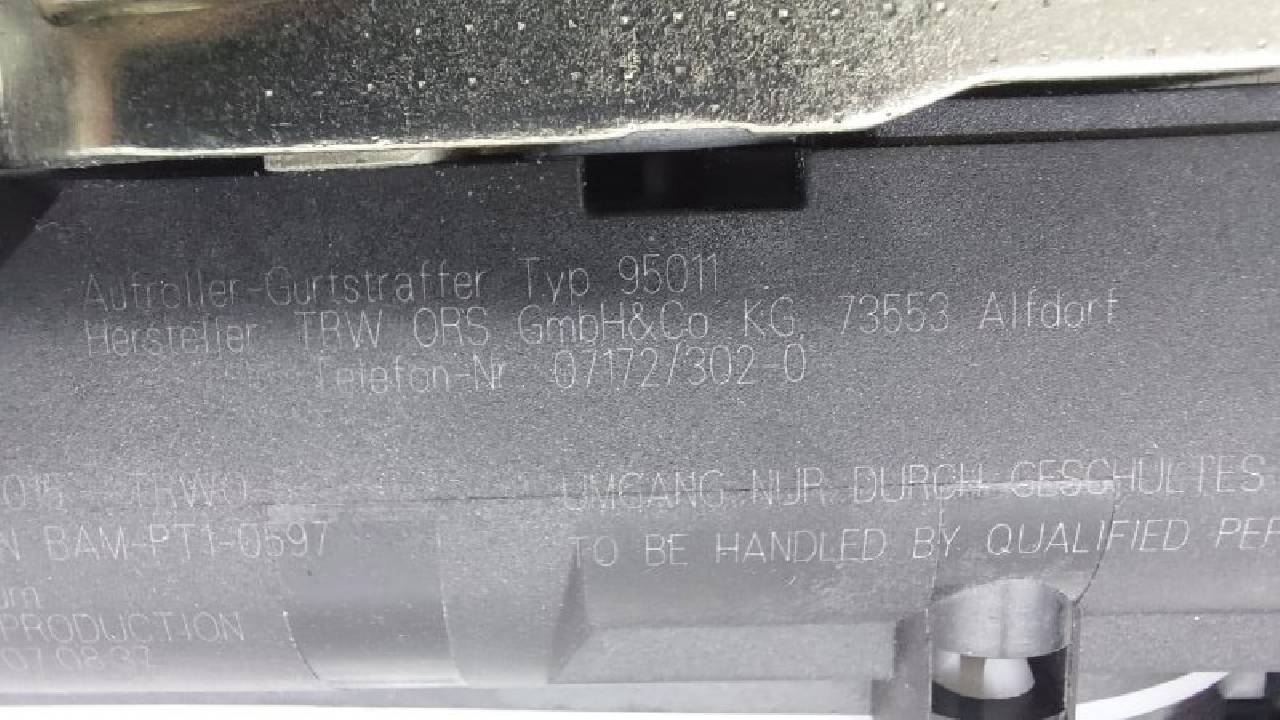 Aufroller-Gurtstraffer Typ 95011
Hersteller TRW ORS GmbH&Co KG, 73553 Alfdorf
Telefon-Nr. 07172/302-0
UMGANG NUR DURCH GESCHULTES
BAM-PT1-0597
TO BE HANDLED BY QUALIFIED PER
PRODUCTION